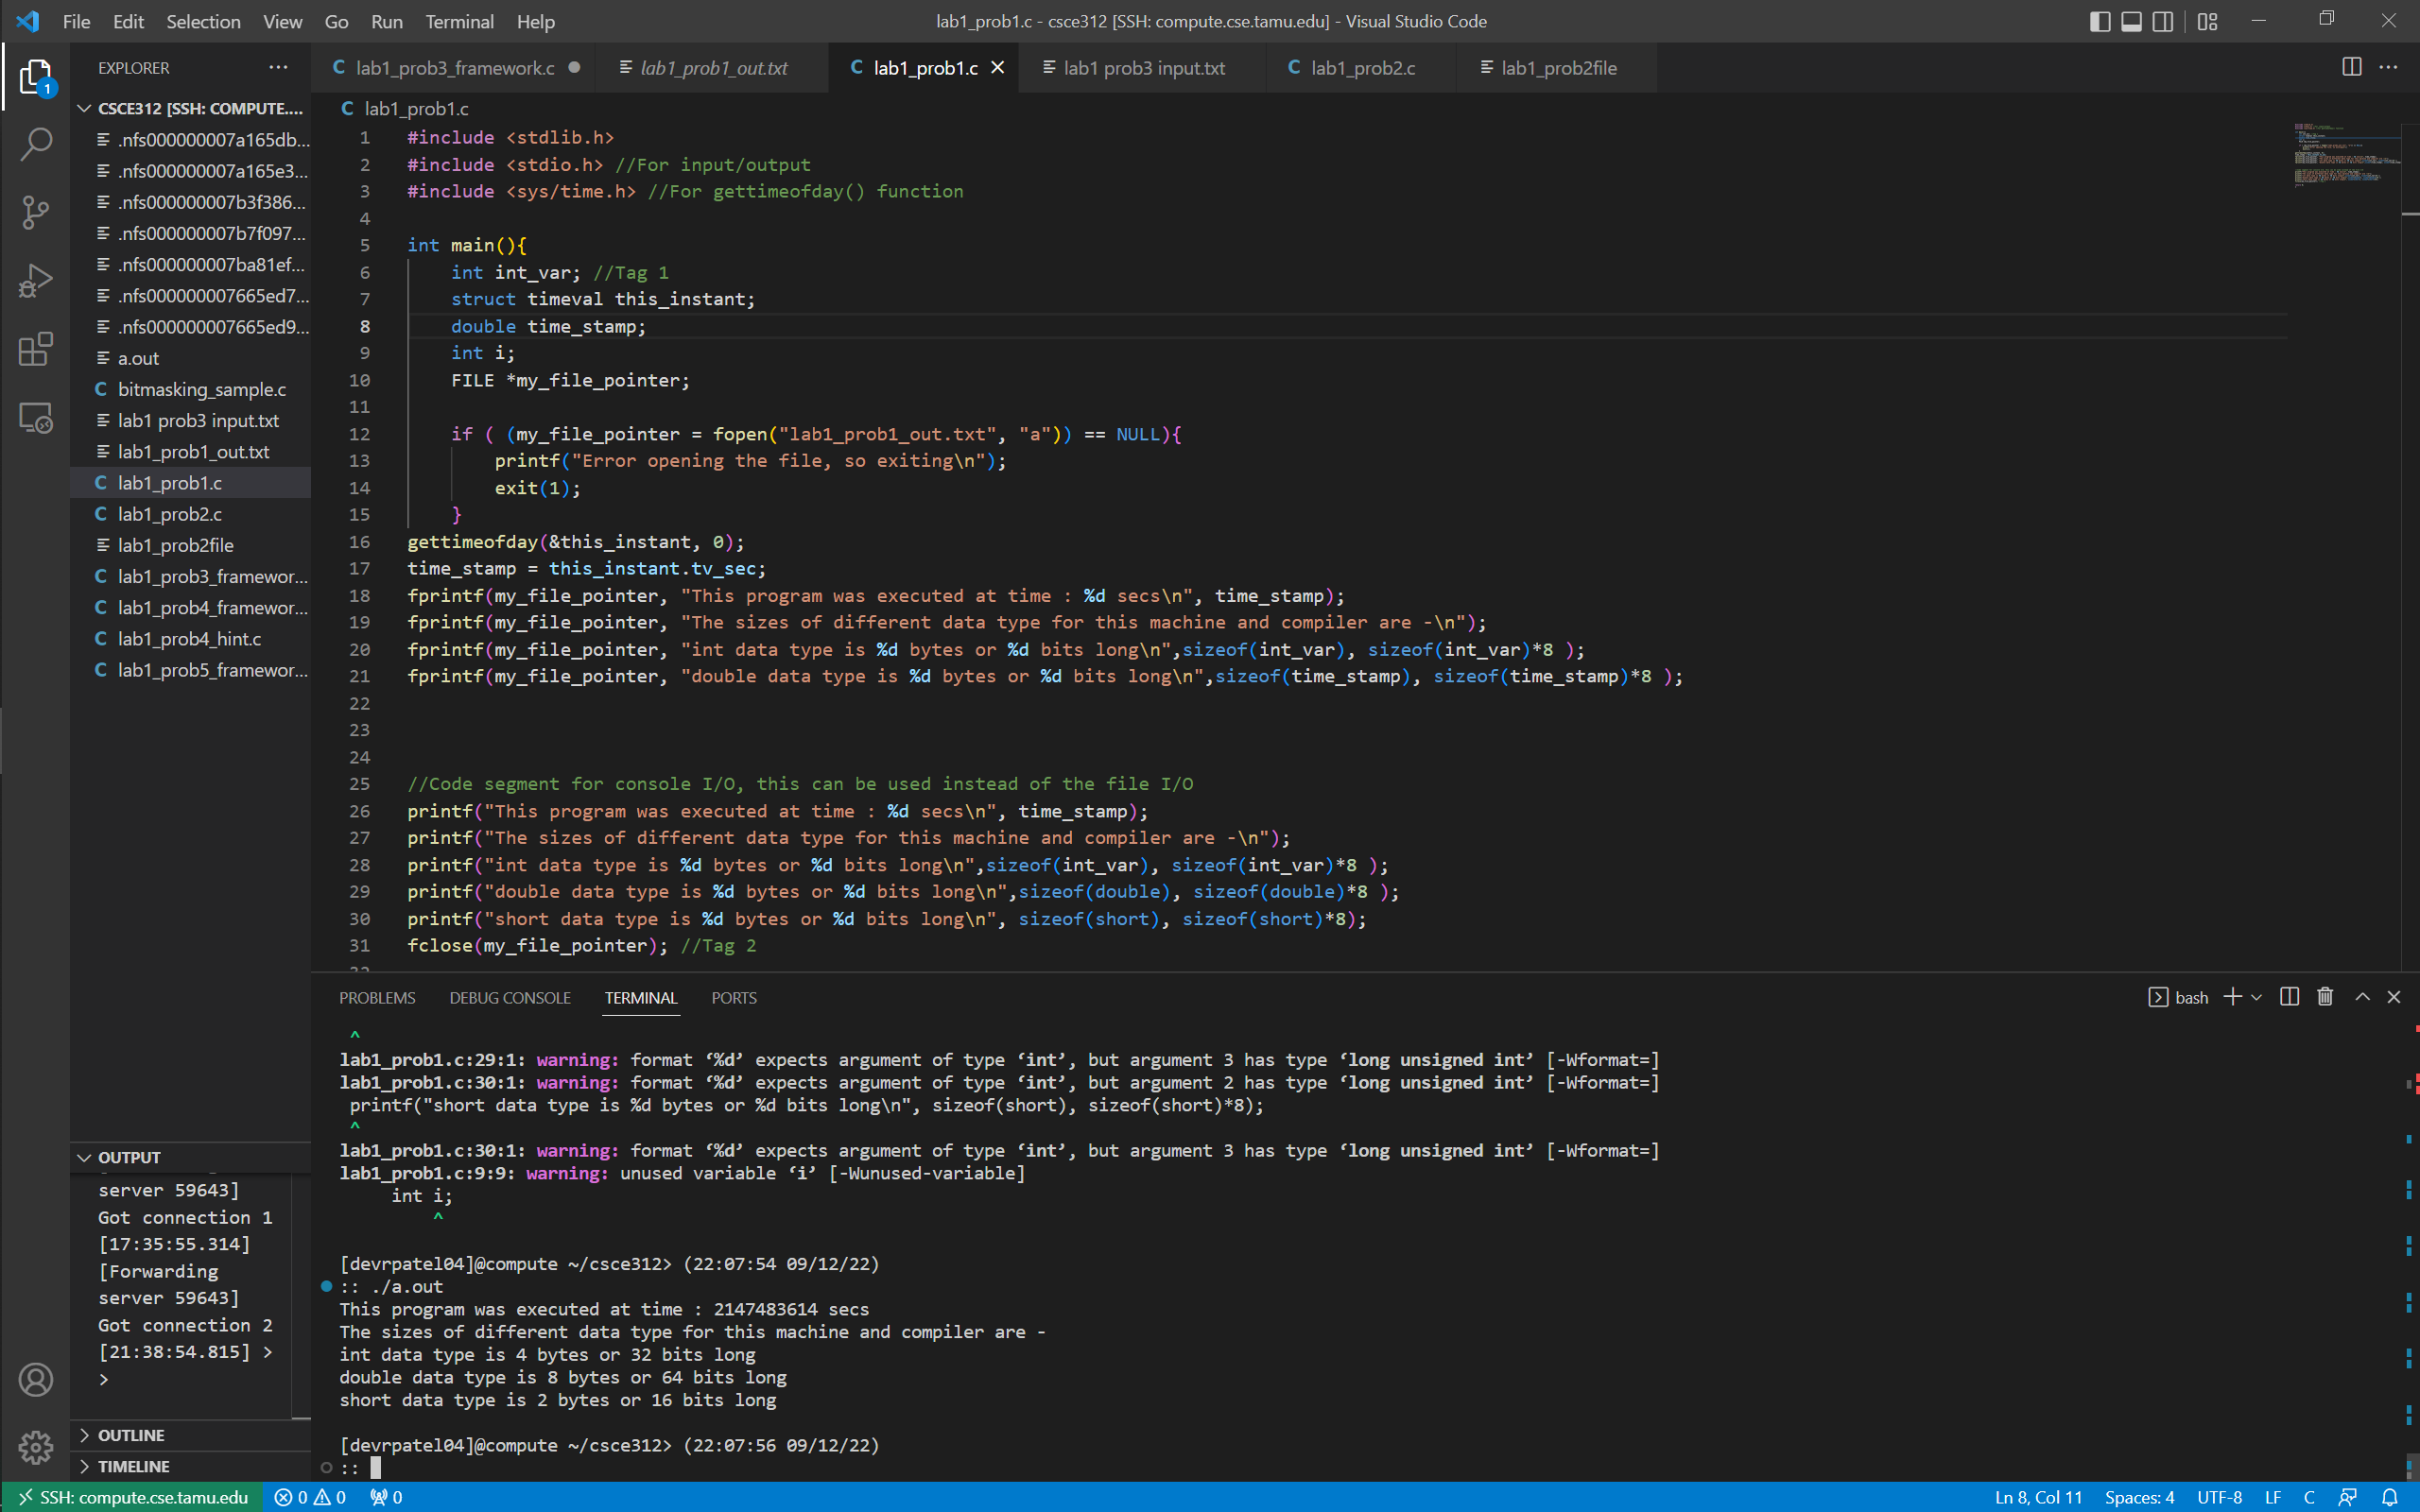 File Edit Selection View Go Run Terminal Help
lab1_prob1.c - csce312 [SSH: compute.cse.tamu.edu] - Visual Studio Code
EXPLORER
lab1_prob3_framework.c
lab1_prob1_out.txt
lab1_prob1.c
lab1 prob3 input.txt
lab1_prob2.c
lab1_prob2file
1
CSCE312 [SSH: COMPUTE....
.nfs000000007a165db...
.nfs000000007a165e3...
.nfs000000007b3f386...
.nfs000000007b7f097...
.nfs000000007ba81ef...
.nfs000000007665ed7...
.nfs000000007665ed9...
a.out
bitmasking_sample.c
lab1 prob3 input.txt
lab1_prob1_out.txt
lab1_prob1.c
lab1_prob2.c
lab1_prob2file
lab1_prob3_framewor...
lab1_prob4_framewor...
lab1_prob4_hint.c
lab1_prob5_framewor...
OUTPUT
server 59643]
Got connection 1
[17:35:55.314]
[Forwarding
server 59643]
Got connection 2
[21:38:54.815] >
>
OUTLINE
TIMELINE
C lab1_prob1.c
1 #include <stdlib.h>
2 #include <stdio.h> //For input/output
3 #include <sys/time.h> //For gettimeofday() function
4
5 int main(){
6 int int_var; //Tag 1
7 struct timeval this_instant;
8 double time_stamp;
9 int i;
10 FILE *my_file_pointer;
11
12 if ( (my_file_pointer = fopen("lab1_prob1_out.txt", "a")) == NULL){
13 printf("Error opening the file, so exiting\n");
14 exit(1);
15 }
16 gettimeofday(&this_instant, 0);
17 time_stamp = this_instant.tv_sec;
18 fprintf(my_file_pointer, "This program was executed at time : %d secs\n", time_stamp);
19 fprintf(my_file_pointer, "The sizes of different data type for this machine and compiler are -\n");
20 fprintf(my_file_pointer, "int data type is %d bytes or %d bits long\n",sizeof(int_var), sizeof(int_var)*8 );
21 fprintf(my_file_pointer, "double data type is %d bytes or %d bits long\n",sizeof(time_stamp), sizeof(time_stamp)*8 );
22
23
24
25 //Code segment for console I/O, this can be used instead of the file I/O
26 printf("This program was executed at time : %d secs\n", time_stamp);
27 printf("The sizes of different data type for this machine and compiler are -\n");
28 printf("int data type is %d bytes or %d bits long\n",sizeof(int_var), sizeof(int_var)*8 );
29 printf("double data type is %d bytes or %d bits long\n",sizeof(double), sizeof(double)*8 );
30 printf("short data type is %d bytes or %d bits long\n", sizeof(short), sizeof(short)*8);
31 fclose(my_file_pointer); //Tag 2
32
PROBLEMS DEBUG CONSOLE TERMINAL PORTS
bash
^
lab1_prob1.c:29:1: warning: format ‘%d’ expects argument of type ‘int’, but argument 3 has type ‘long unsigned int’ [-Wformat=]
lab1_prob1.c:30:1: warning: format ‘%d’ expects argument of type ‘int’, but argument 2 has type ‘long unsigned int’ [-Wformat=]
printf("short data type is %d bytes or %d bits long\n", sizeof(short), sizeof(short)*8);
^
lab1_prob1.c:30:1: warning: format ‘%d’ expects argument of type ‘int’, but argument 3 has type ‘long unsigned int’ [-Wformat=]
lab1_prob1.c:9:9: warning: unused variable ‘i’ [-Wunused-variable]
int i;
^
[devrpatel04]@compute ~/csce312> (22:07:54 09/12/22)
:: ./a.out
This program was executed at time : 2147483614 secs
The sizes of different data type for this machine and compiler are -
int data type is 4 bytes or 32 bits long
double data type is 8 bytes or 64 bits long
short data type is 2 bytes or 16 bits long
[devrpatel04]@compute ~/csce312> (22:07:56 09/12/22)
::
SSH: compute.cse.tamu.edu 0 0 0
Ln 8, Col 11 Spaces: 4 UTF-8 LF C